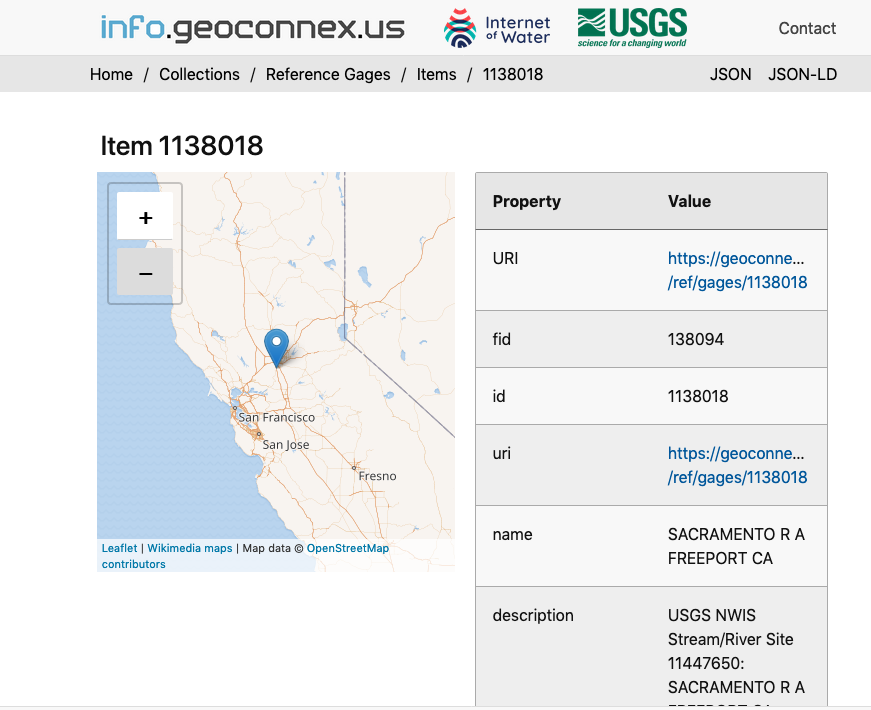 info.geoconnex.us
Internet
of Water
USGS
science for a changing world
Contact
Home / Collections / Reference Gages / Items / 1138018
JSON JSON-LD
Item 1138018
+
−
San Francisco
San Jose
Fresno
Leaflet | Wikimedia maps | Map data © OpenStreetMap
contributors
Property Value
URI https://geoconne...
/ref/gages/1138018
fid 138094
id 1138018
uri https://geoconne...
/ref/gages/1138018
name SACRAMENTO R A
FREEPORT CA
description USGS NWIS
Stream/River Site
11447650:
SACRAMENTO R A